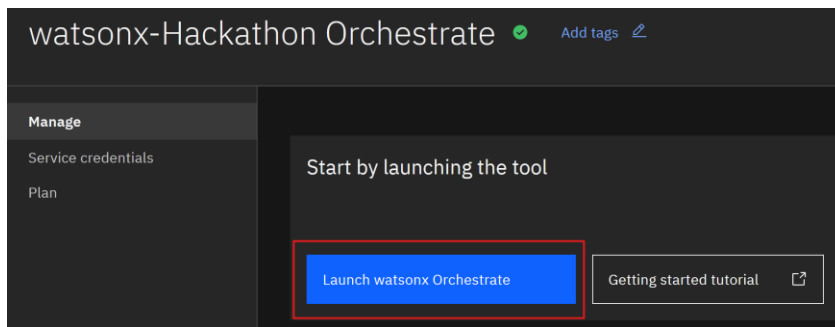 watsonx-Hackathon Orchestrate
Add tags
Manage
Service credentials
Plan
Start by launching the tool
Launch watsonx Orchestrate
Getting started tutorial